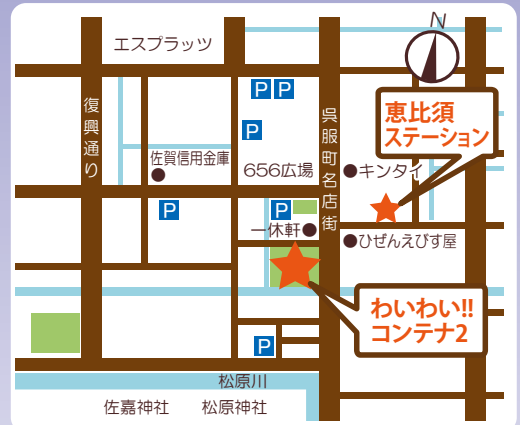 N
エスプラッツ
P P
恵比須
ステーション
復興通り
呉服町名店街
P
佐賀信用金庫
656広場
キンタイ
P
P
一休軒
ひぜんえびす屋
わいわい!!
コンテナ2
P
松原川
佐嘉神社
松原神社